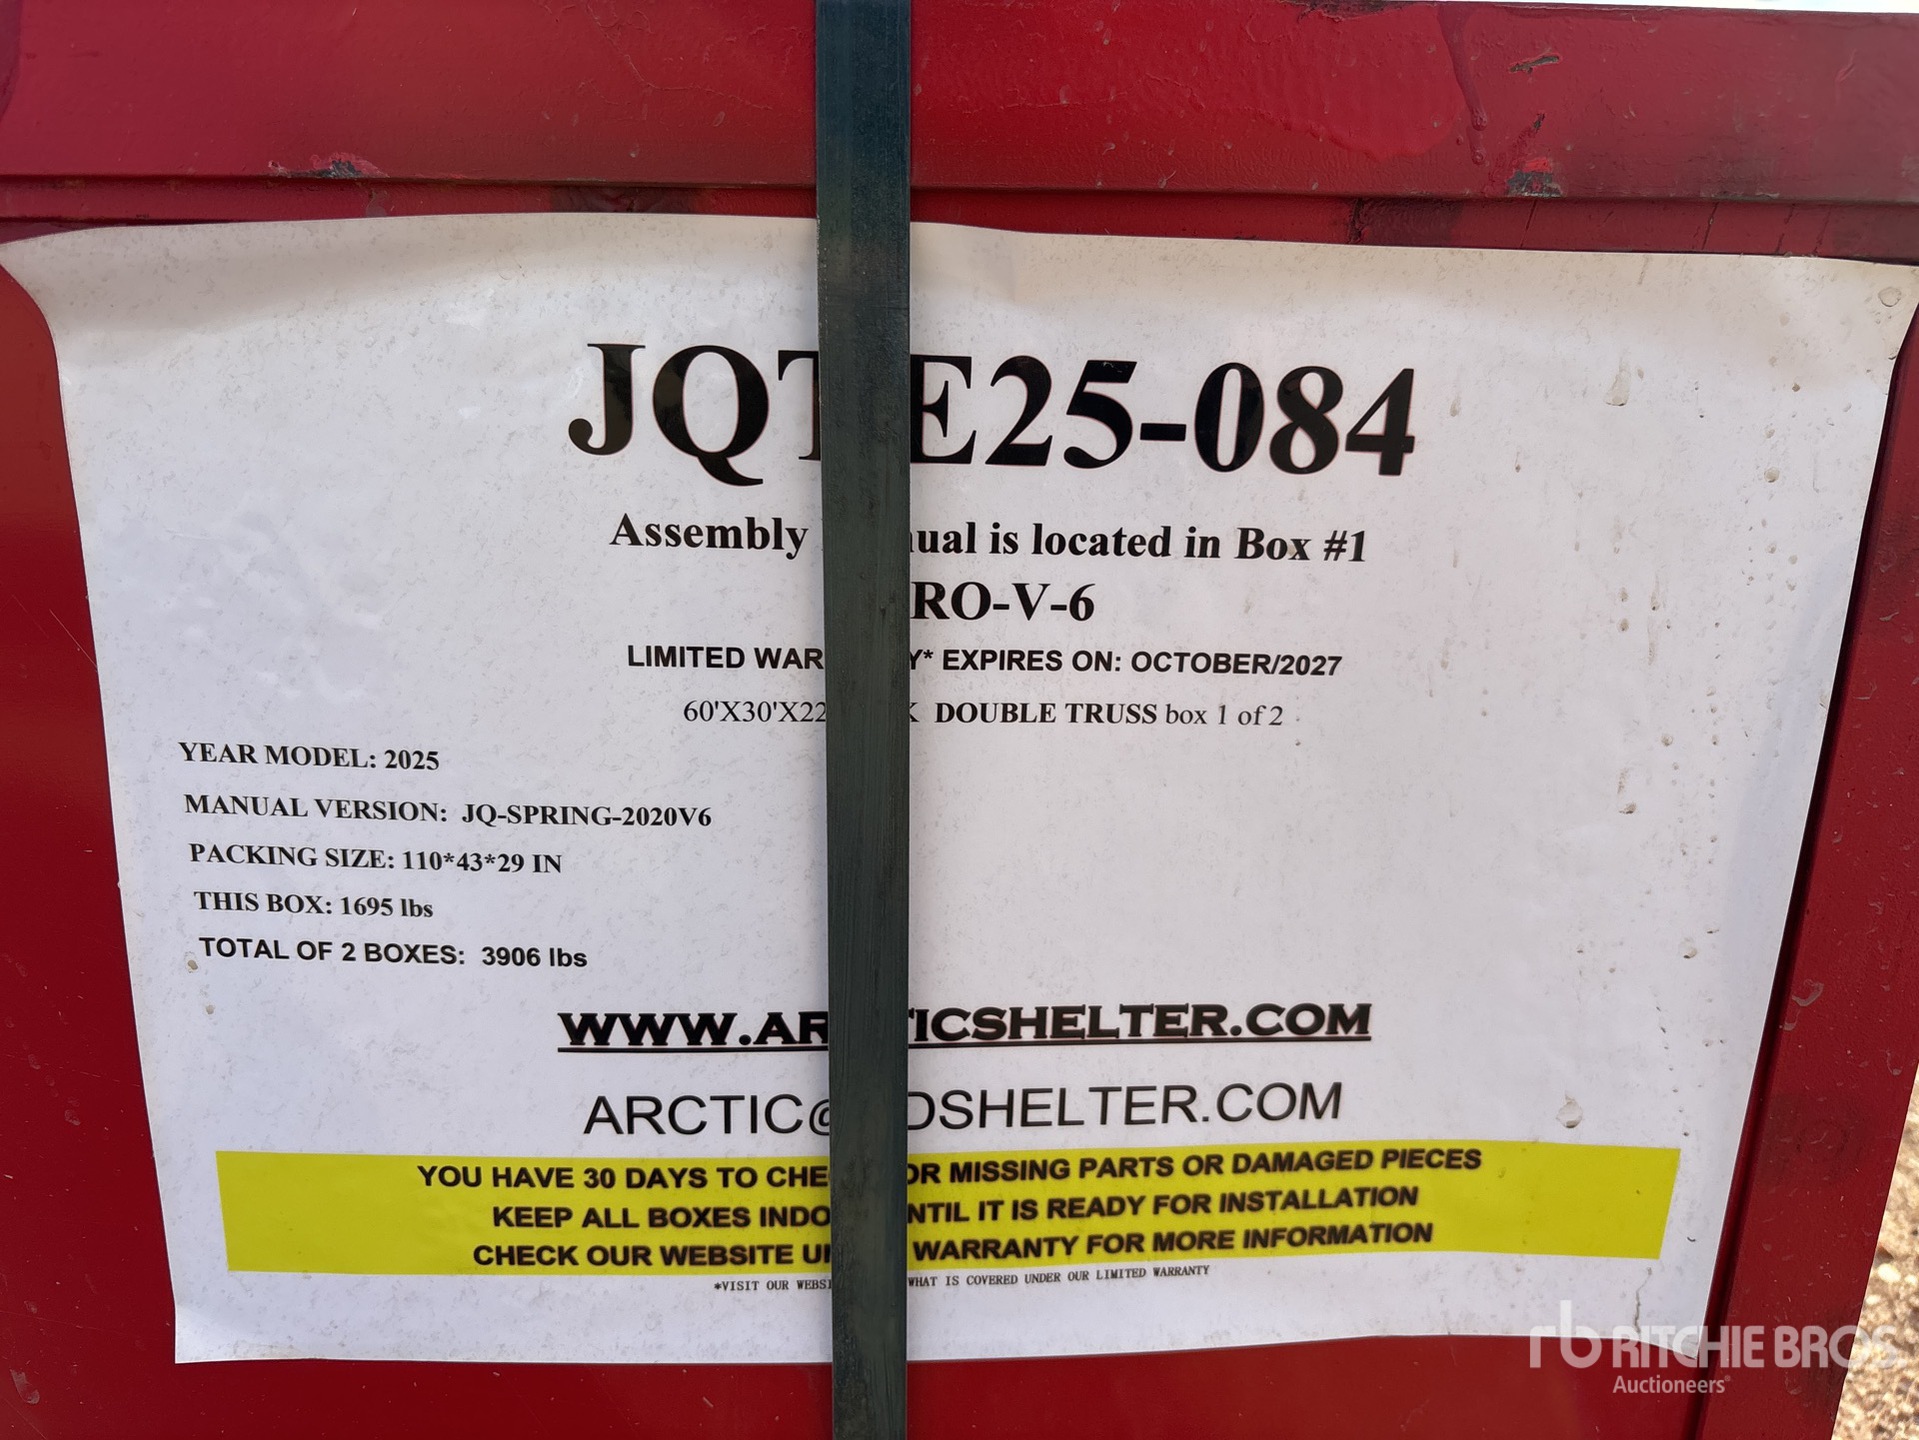 JQT E25-084
Assembly ual is located in Box #1
RO-V-6
LIMITED WAR Y* EXPIRES ON: OCTOBER/2027
60'X30'X22 K DOUBLE TRUSS box 1 of 2
YEAR MODEL: 2025
MANUAL VERSION: JQ-SPRING-2020V6
PACKING SIZE: 110*43*29 IN
THIS BOX: 1695 lbs
TOTAL OF 2 BOXES: 3906 lbs
WWW.AR TICSHELTER.COM
ARCTIC@ DSHELTER.COM
YOU HAVE 30 DAYS TO CHE OR MISSING PARTS OR DAMAGED PIECES
KEEP ALL BOXES INDO NTIL IT IS READY FOR INSTALLATION
CHECK OUR WEBSITE U WARRANTY FOR MORE INFORMATION
*VISIT OUR WEBSI WHAT IS COVERED UNDER OUR LIMITED WARRANTY
rb RITCHIE BROS
Auctioneers